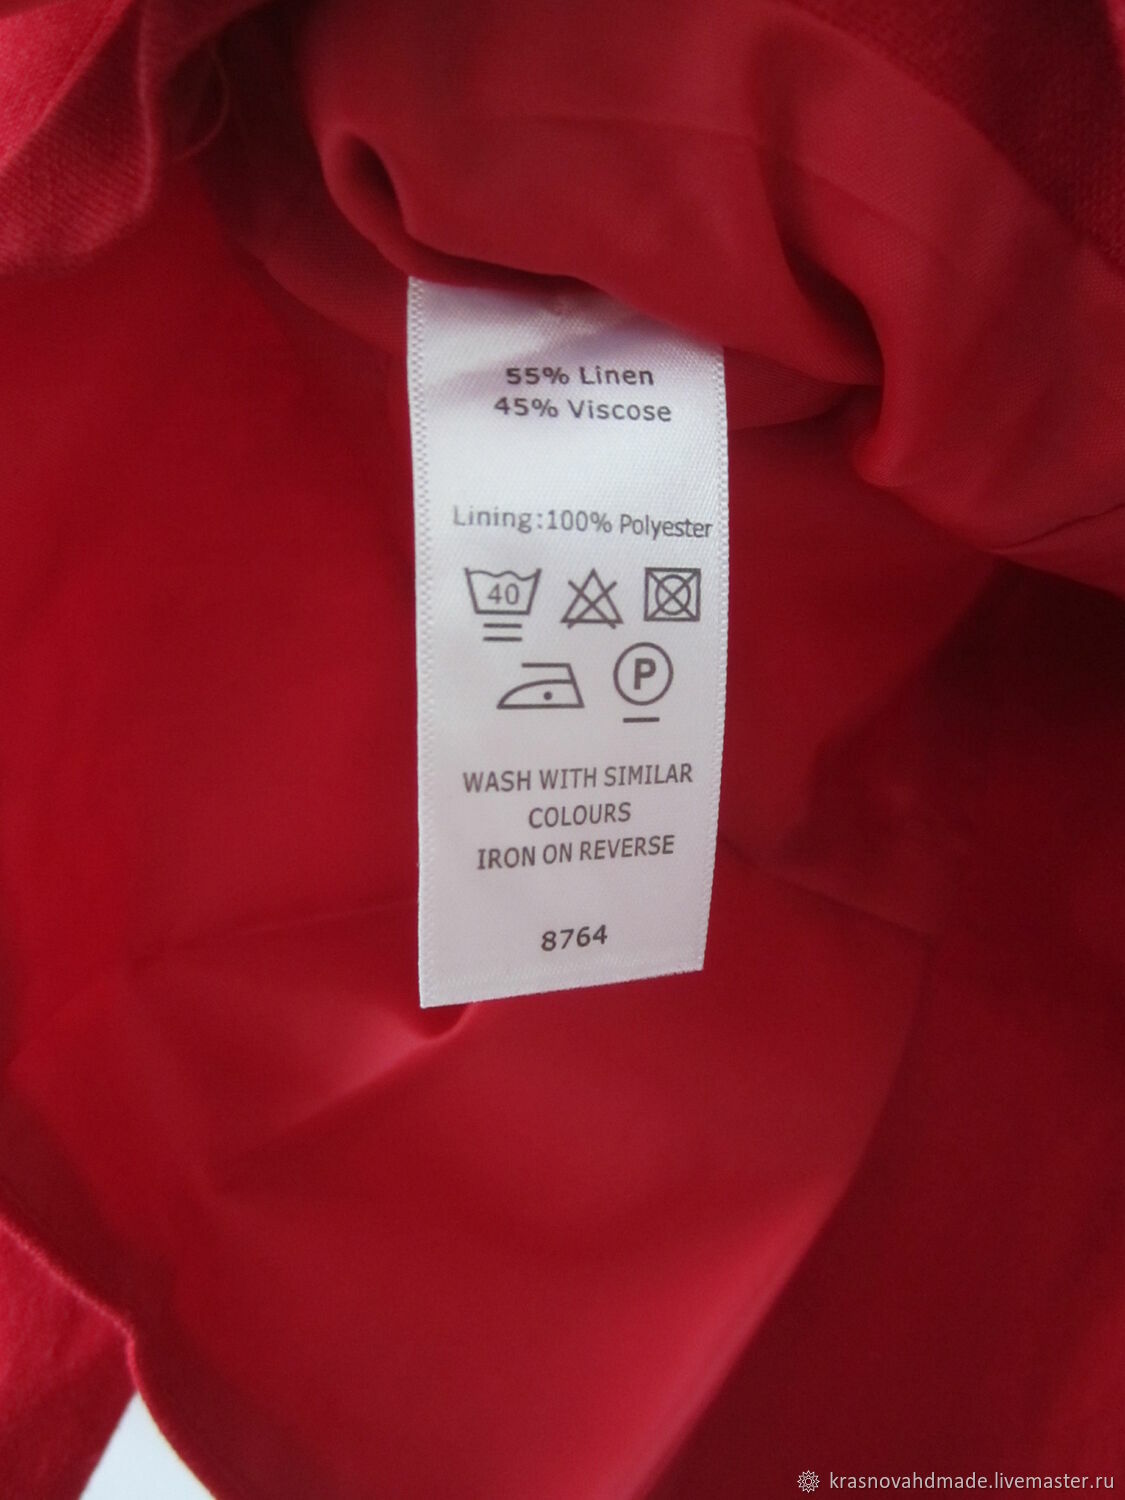 55% Linen
45% Viscose
Lining:100% Polyester
40
P
WASH WITH SIMILAR
COLOURS
IRON ON REVERSE
8764
krasnovahdmade.livemaster.ru